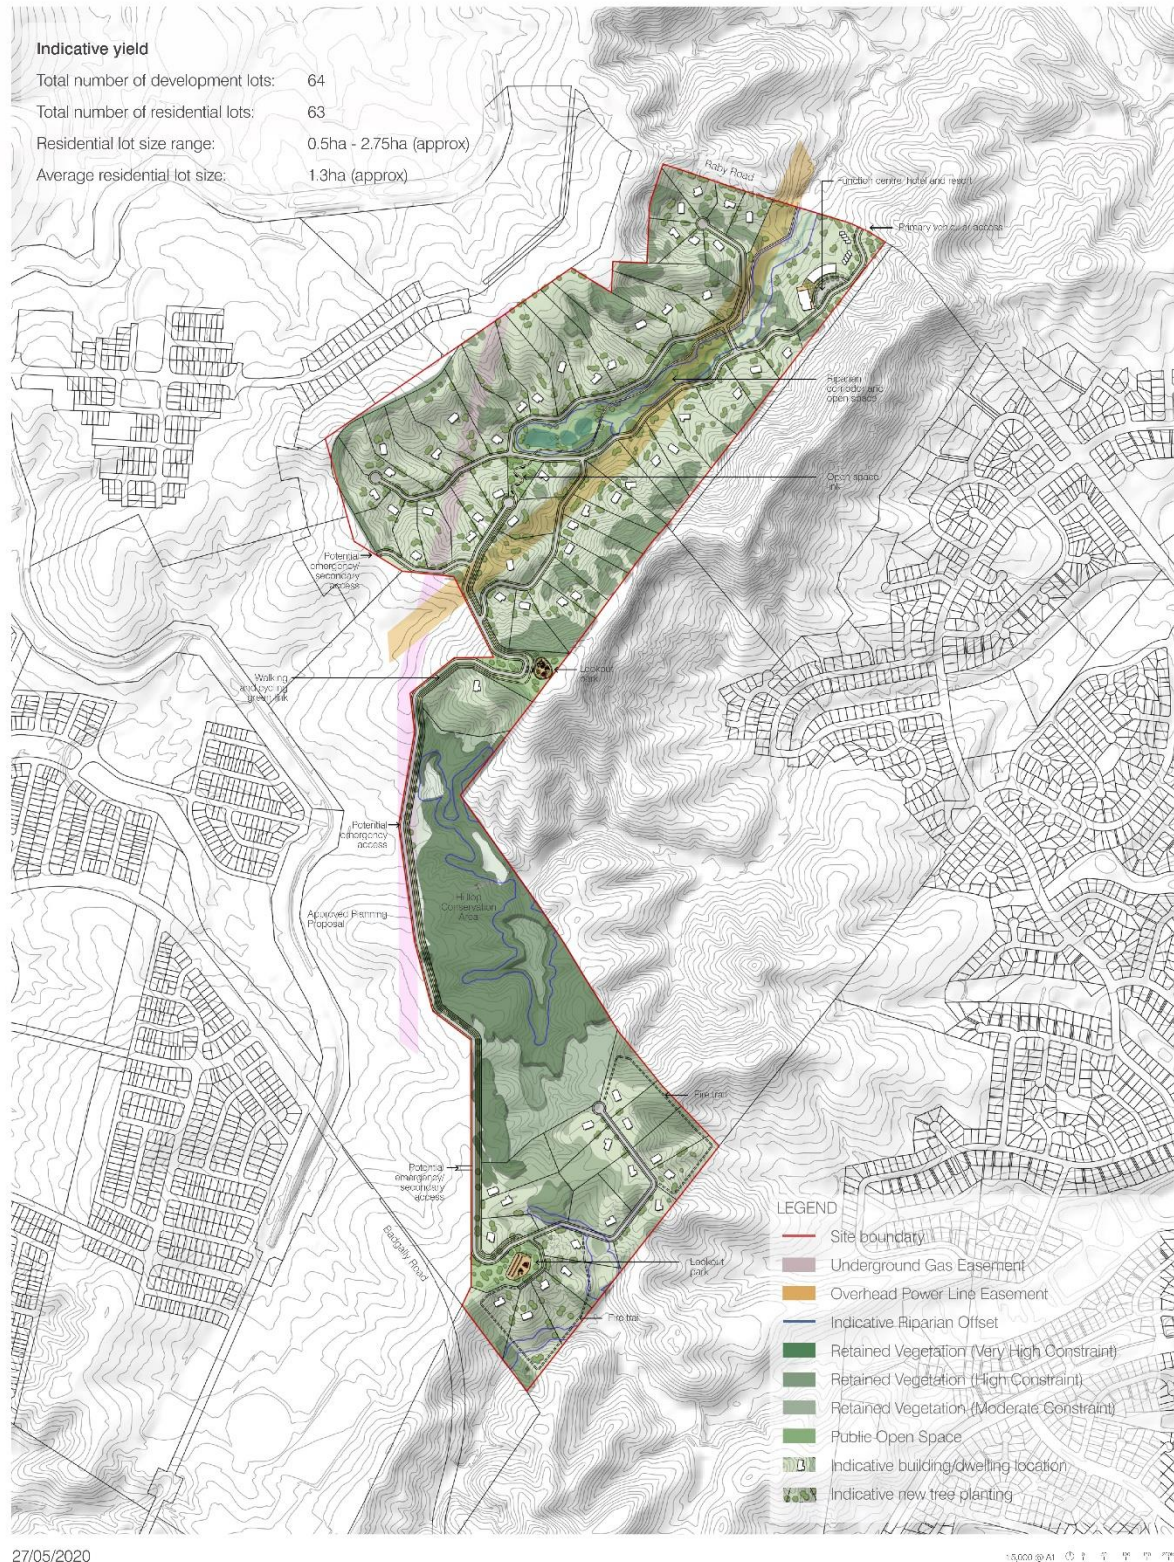 Indicative yield
Total number of development lots: 64
Total number of residential lots: 63
Residential lot size range: 0.5ha - 2.75ha (approx)
Average residential lot size: 1.3ha (approx)
Raby Road
Function centre, hotel and resort
Primary vehicular access
Riparian
corridor and
open space
Open space
link
Potential
emergency/
secondary
access
Lookout
park
Walking
and cycling
green link
Potential
emergency
access
Hilltop
Conservation
Area
Approved Planning
Proposal
Fire trail
Potential
emergency/
secondary
access
Badgally Road
Lookout
park
Fire trail
LEGEND
Site boundary
Underground Gas Easement
Overhead Power Line Easement
Indicative Riparian Offset
Retained Vegetation (Very High Constraint)
Retained Vegetation (High Constraint)
Retained Vegetation (Moderate Constraint)
Public Open Space
Indicative building/dwelling location
Indicative new tree planting
27/05/2020
1:5,000 @ A1